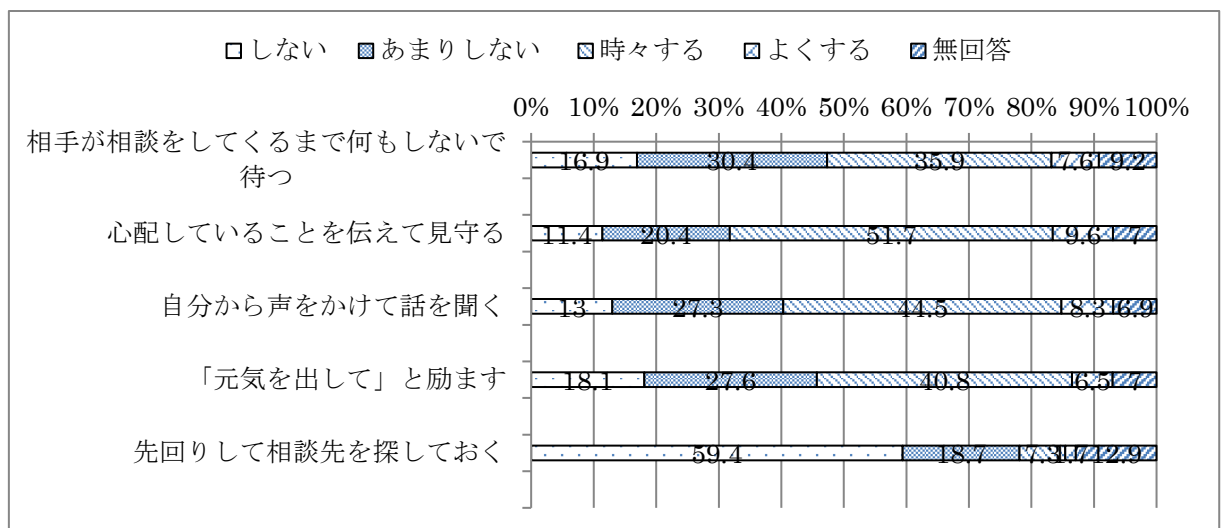 しない あまりしない 時々する よくする 無回答
0% 10% 20% 30% 40% 50% 60% 70% 80% 90% 100%
相手が相談をしてくるまで何もしないで
待つ
16.9 30.4 35.9 7.6 9.2
心配していることを伝えて見守る
11.4 20.4 51.7 9.6 7
自分から声をかけて話を聞く
13 27.3 44.5 8.3 6.9
「元気を出して」と励ます
18.1 27.6 40.8 6.5 7
先回りして相談先を探しておく
59.4 18.7 7.3 1.7 12.9